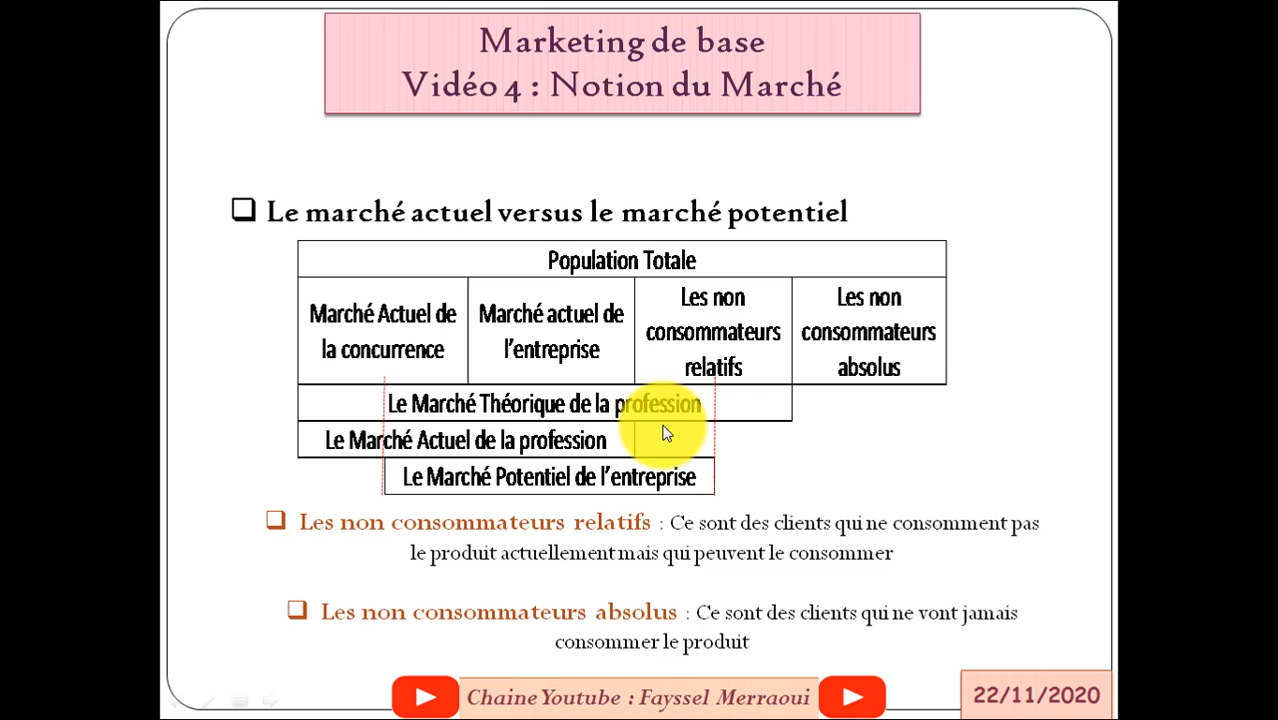 Marketing de base
Vidéo 4 : Notion du Marché
Le marché actuel versus le marché potentiel
Population Totale
Marché Actuel de la concurrence
Marché actuel de l'entreprise
Les non consommateurs relatifs
Les non consommateurs absolus
Le Marché Théorique de la profession
Le Marché Actuel de la profession
Le Marché Potentiel de l'entreprise
Les non consommateurs relatifs : Ce sont des clients qui ne consomment pas
le produit actuellement mais qui peuvent le consommer
Les non consommateurs absolus : Ce sont des clients qui ne vont jamais
consommer le produit
Chaine Youtube : Fayssel Merraoui
22/11/2020